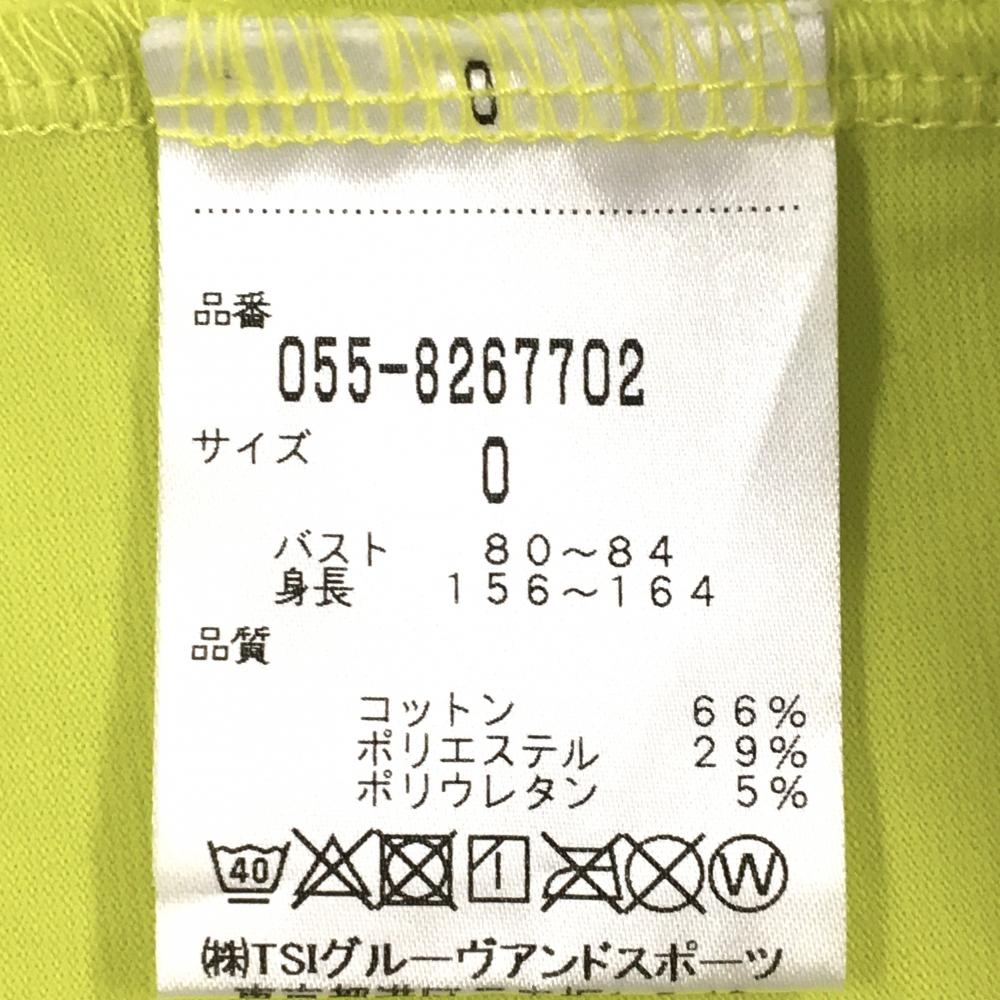 0
品番
055-8267702
サイズ
0
バスト 80〜84
身長 156〜164
品質
コットン 66%
ポリエステル 29%
ポリウレタン 5%
40 W
㈱TSIグルーヴアンドスポーツ